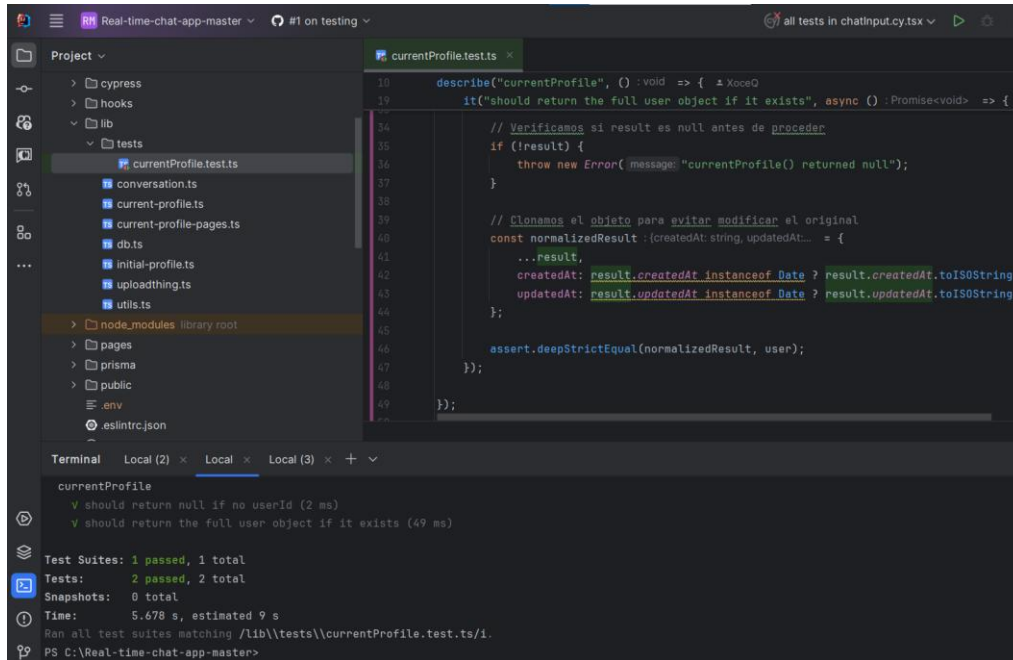 RM Real-time-chat-app-master
#1 on testing
all tests in chatInput.cy.tsx
Project
currentProfile.test.ts
cypress
hooks
lib
tests
currentProfile.test.ts
TS conversation.ts
TS current-profile.ts
TS current-profile-pages.ts
TS db.ts
TS initial-profile.ts
TS uploadthing.ts
TS utils.ts
node_modules library root
pages
prisma
public
.env
.eslintrc.json
10 describe("currentProfile", () : void => { XoceQ
19 it("should return the full user object if it exists", async () : Promise<void> => {
34 // Verificamos si result es null antes de proceder
35 if (!result) {
36 throw new Error( message: "currentProfile() returned null");
37 }
38
39 // Clonamos el objeto para evitar modificar el original
40 const normalizedResult : {createdAt: string, updatedAt:... = {
41 ...result,
42 createdAt: result.createdAt instanceof Date ? result.createdAt.toISOString
43 updatedAt: result.updatedAt instanceof Date ? result.updatedAt.toISOString
44 };
45
46 assert.deepStrictEqual(normalizedResult, user);
47 });
48
49 });
Terminal Local (2) × Local × Local (3) × +
currentProfile
√ should return null if no userId (2 ms)
√ should return the full user object if it exists (49 ms)
Test Suites: 1 passed, 1 total
Tests: 2 passed, 2 total
Snapshots: 0 total
Time: 5.678 s, estimated 9 s
Ran all test suites matching /lib\\tests\\currentProfile.test.ts/i.
PS C:\Real-time-chat-app-master>